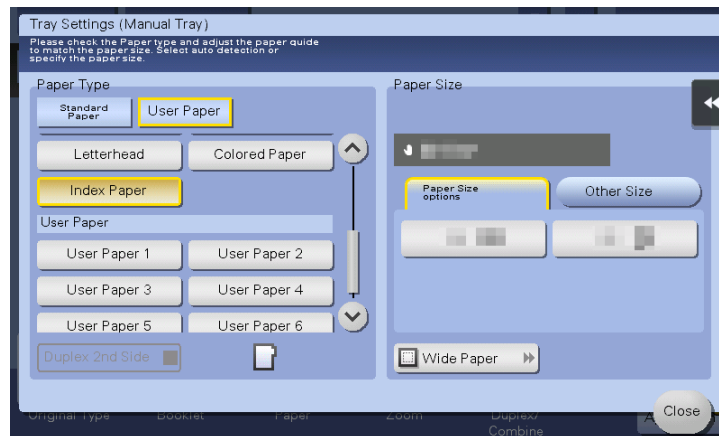 Tray Settings (Manual Tray)
Please check the Paper type and adjust the paper guide
to match the paper size. Select auto detection or
specify the paper size.
Paper Type
Standard
Paper
User Paper
Letterhead
Colored Paper
Index Paper
User Paper
User Paper 1
User Paper 2
User Paper 3
User Paper 4
User Paper 5
User Paper 6
Duplex 2nd Side
Paper Size
Paper Size
options
Other Size
Wide Paper
Close
Original Type
Booklet
Paper
Zoom
Duplex/
Combine